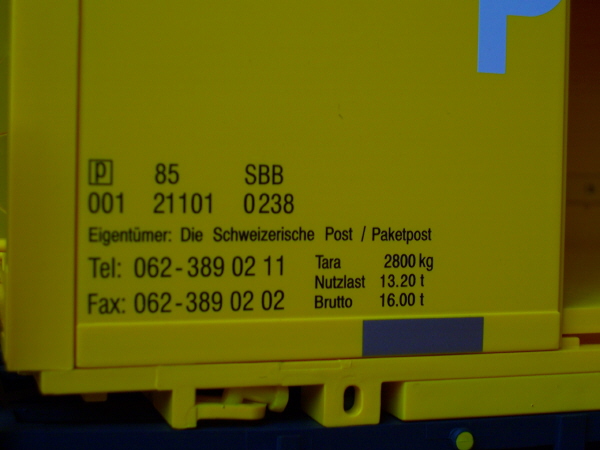 P
P 85 SBB
001 21101 0238
Eigentümer: Die Schweizerische Post / Paketpost
Tel: 062-389 02 11
Fax: 062-389 02 02
Tara 2800 kg
Nutzlast 13.20 t
Brutto 16.00 t